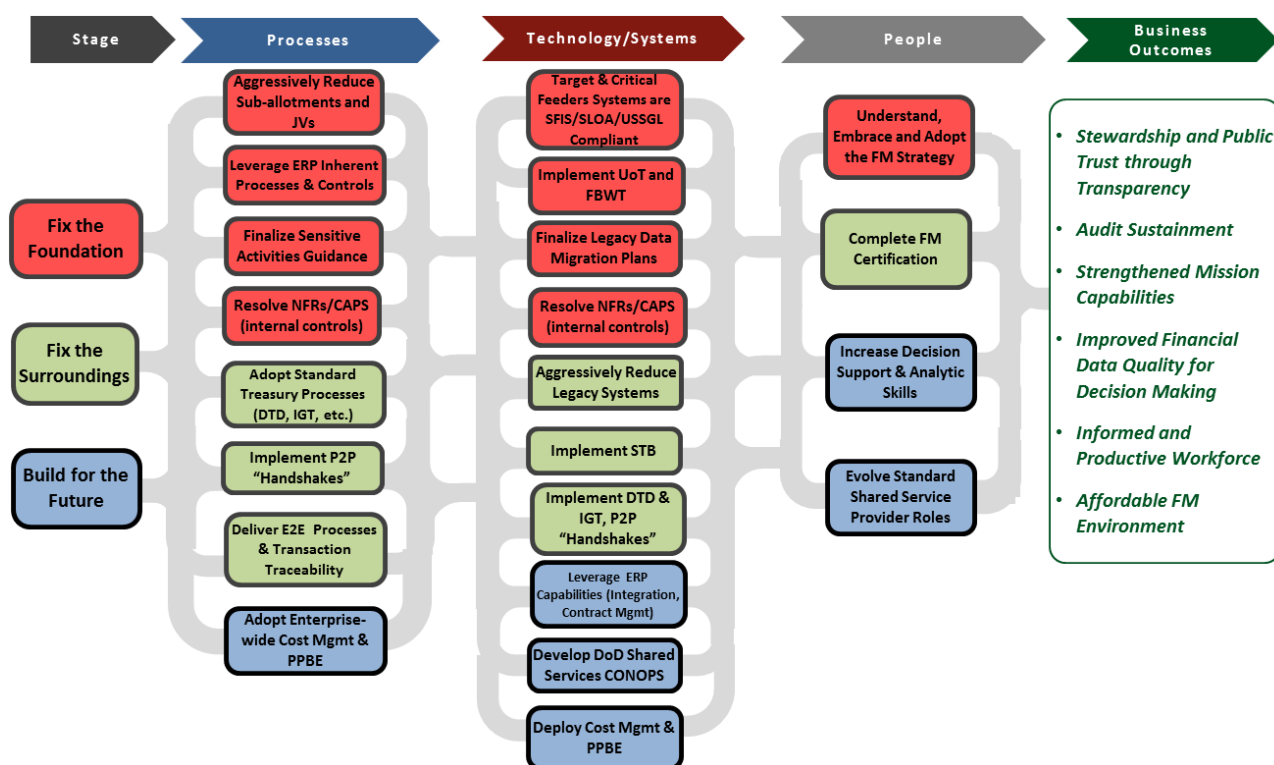 Stage
Processes
Technology/Systems
People
Business
Outcomes
Fix the
Foundation
Fix the
Surroundings
Build for the
Future
Aggressively Reduce
Sub-allotments and
JVs
Leverage ERP Inherent
Processes & Controls
Finalize Sensitive
Activities Guidance
Resolve NFRs/CAPS
(internal controls)
Adopt Standard
Treasury Processes
(DTD, IGT, etc.)
Implement P2P
“Handshakes”
Deliver E2E Processes
& Transaction
Traceability
Adopt Enterprise-
wide Cost Mgmt &
PPBE
Target & Critical
Feeders Systems are
SFIS/SLOA/USSGL
Compliant
Implement UoT and
FBWT
Finalize Legacy Data
Migration Plans
Resolve NFRs/CAPS
(internal controls)
Aggressively Reduce
Legacy Systems
Implement STB
Implement DTD &
IGT, P2P
“Handshakes”
Leverage ERP
Capabilities (Integration,
Contract Mgmt)
Develop DoD Shared
Services CONOPS
Deploy Cost Mgmt &
PPBE
Understand,
Embrace and Adopt
the FM Strategy
Complete FM
Certification
Increase Decision
Support & Analytic
Skills
Evolve Standard
Shared Service
Provider Roles
• Stewardship and Public
Trust through
Transparency
• Audit Sustainment
• Strengthened Mission
Capabilities
• Improved Financial
Data Quality for
Decision Making
• Informed and
Productive Workforce
• Affordable FM
Environment